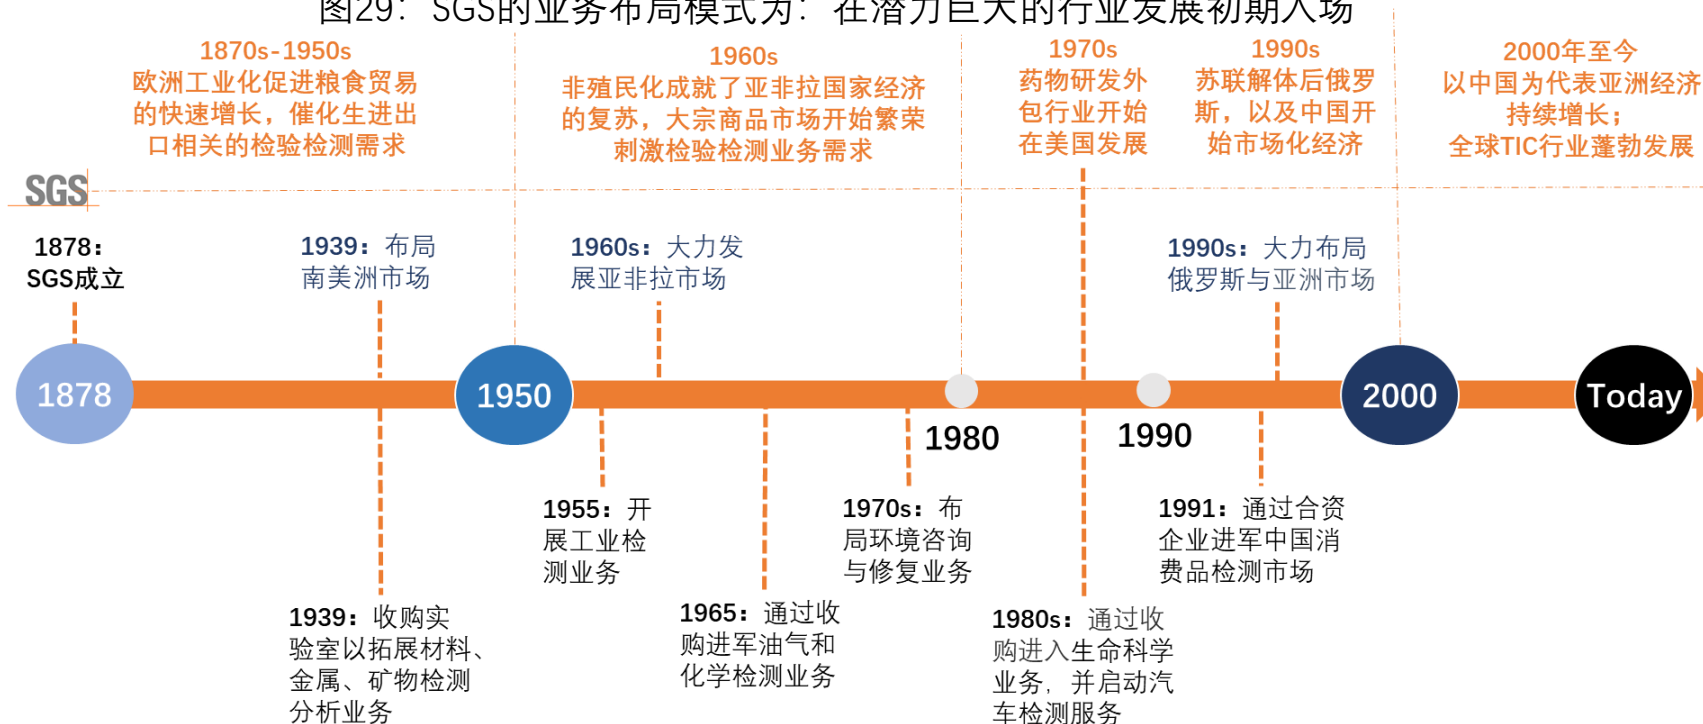 图29：SGS的业务布局模式为：在潜力巨大的行业发展初期入场
1870s-1950s
欧洲工业化促进粮食贸易
的快速增长，催化生进出
口相关的检验检测需求
1960s
非殖民化成就了亚非拉国家经济
的复苏，大宗商品市场开始繁荣
刺激检验检测业务需求
1970s
药物研发外
包行业开始
在美国发展
1990s
苏联解体后俄罗
斯，以及中国开
始市场化经济
2000年至今
以中国为代表亚洲经济
持续增长；
全球TIC行业蓬勃发展
SGS
1878：
SGS成立
1939：布局
南美洲市场
1960s：大力发
展亚非拉市场
1990s：大力布局
俄罗斯与亚洲市场
1878
1950
1980
1990
2000
Today
1939：收购实
验室以拓展材料、
金属、矿物检测
分析业务
1955：开
展工业检
测业务
1965：通过收
购进军油气和
化学检测业务
1970s：布
局环境咨询
与修复业务
1980s：通过收
购进入生命科学
业务，并启动汽
车检测服务
1991：通过合资
企业进军中国消
费品检测市场